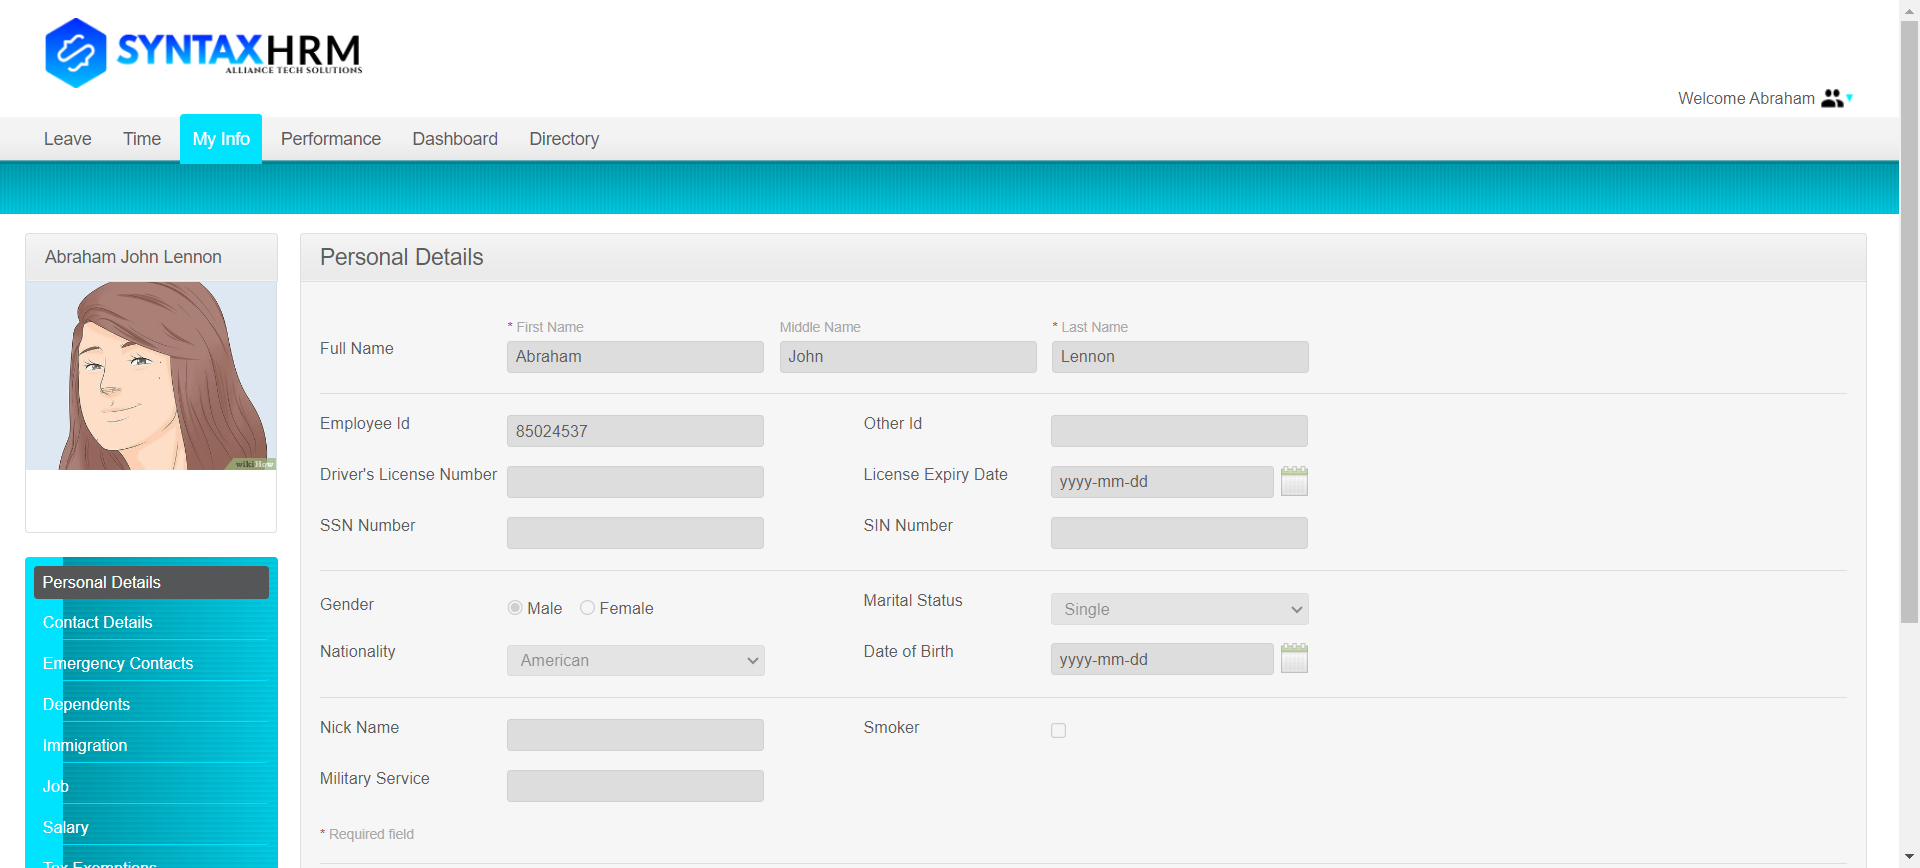 SYNTAXHRM
ALLIANCE TECH SOLUTIONS
Welcome Abraham
Leave Time My Info Performance Dashboard Directory
Abraham John Lennon
wikiHow
Personal Details
Contact Details
Emergency Contacts
Dependents
Immigration
Job
Salary
Tax Exemptions
Personal Details
* First Name Middle Name * Last Name
Full Name Abraham John Lennon
Employee Id 85024537 Other Id
Driver's License Number License Expiry Date yyyy-mm-dd
SSN Number SIN Number
Gender Male Female Marital Status Single
Nationality American Date of Birth yyyy-mm-dd
Nick Name Smoker
Military Service
* Required field